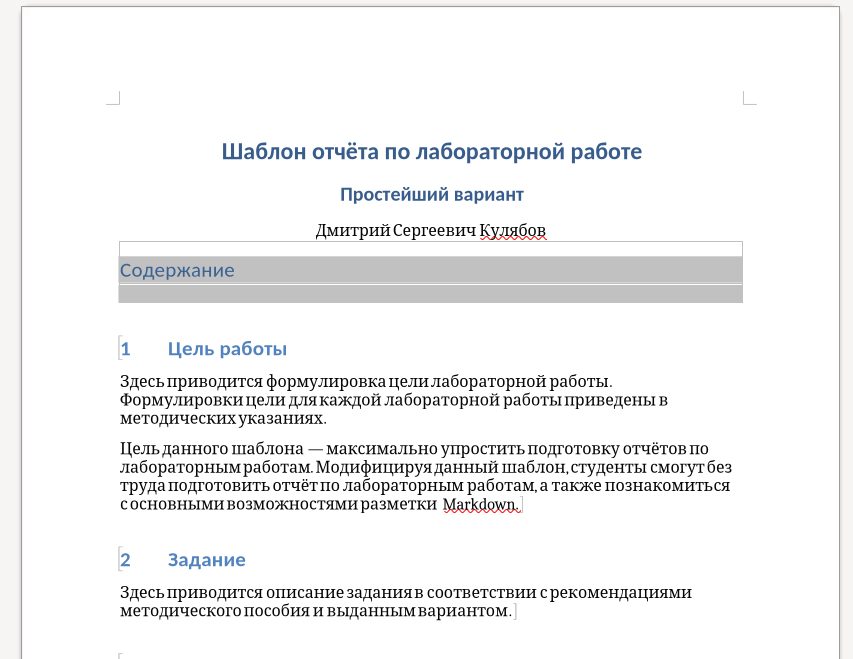 Шаблон отчёта по лабораторной работе
Простейший вариант
Дмитрий Сергеевич Кулябов
Содержание
1 Цель работы
Здесь приводится формулировка цели лабораторной работы.
Формулировки цели для каждой лабораторной работы приведены в
методических указаниях.
Цель данного шаблона — максимально упростить подготовку отчётов по
лабораторным работам. Модифицируя данный шаблон, студенты смогут без
труда подготовить отчёт по лабораторным работам, а также познакомиться
с основными возможностями разметки Markdown.
2 Задание
Здесь приводится описание задания в соответствии с рекомендациями
методического пособия и выданным вариантом.